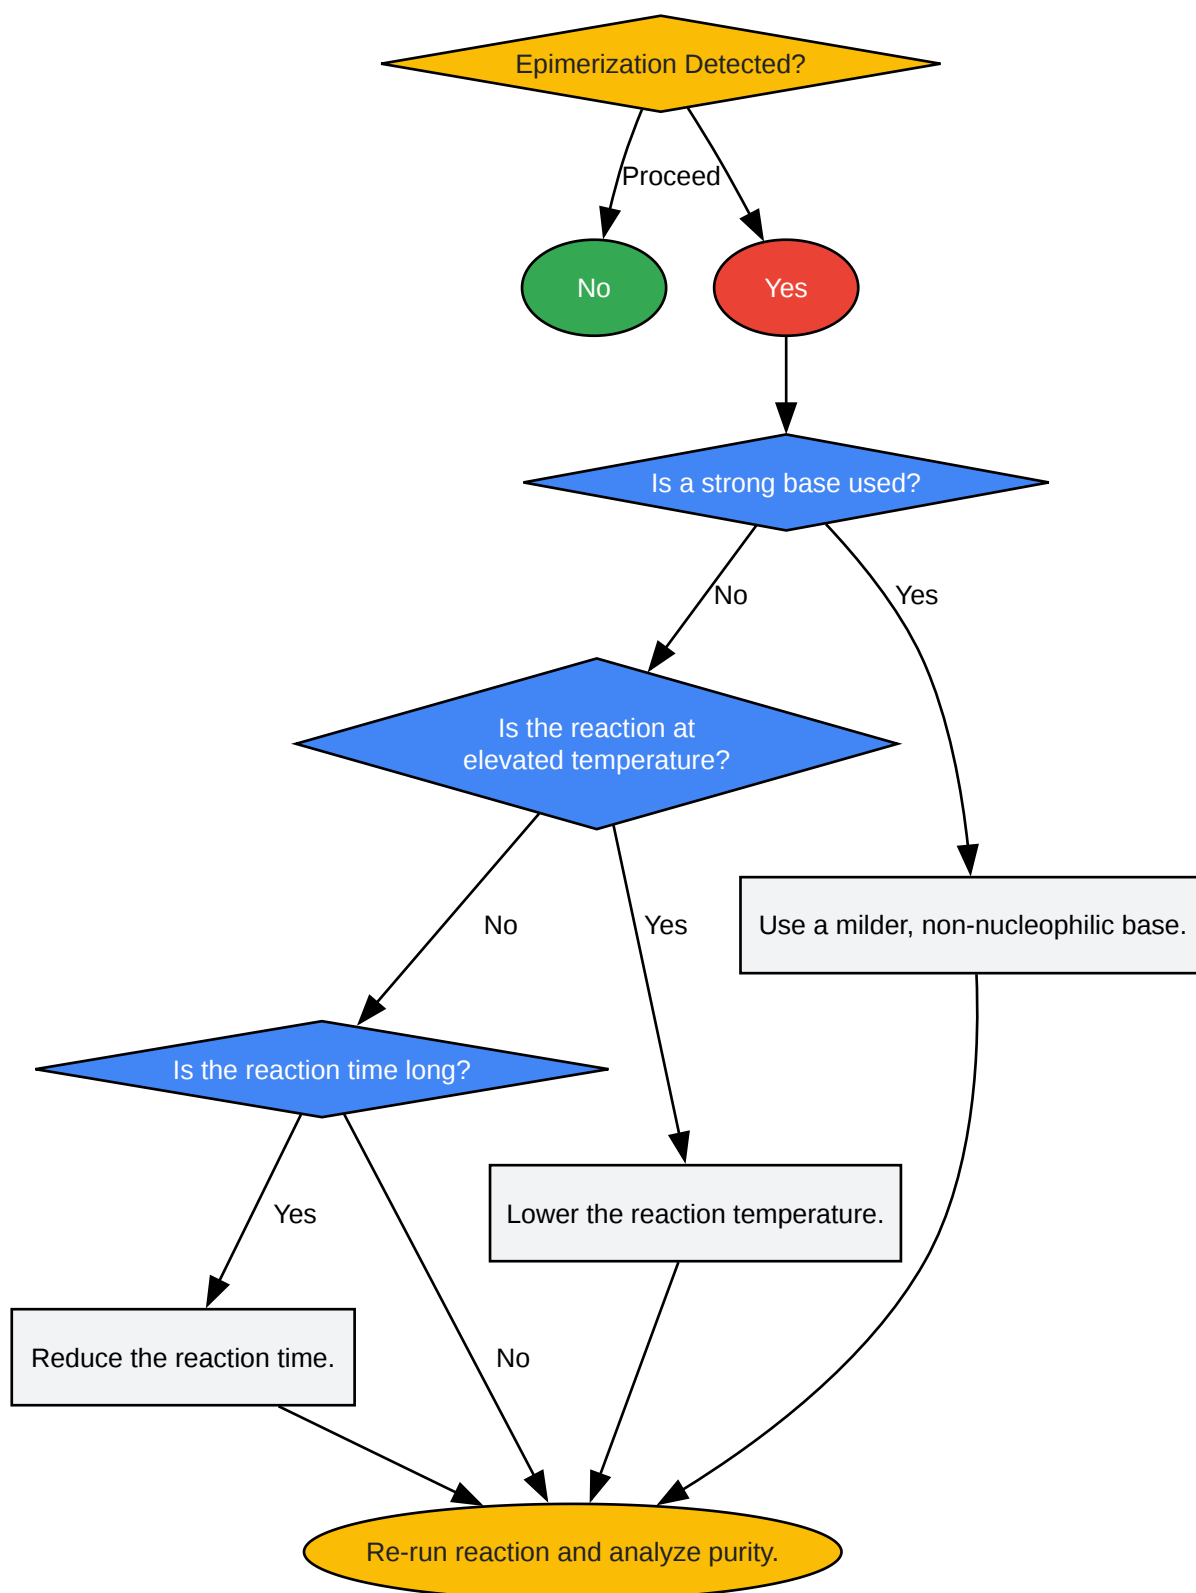 Epimerization Detected?
Proceed
No
Yes
Is a strong base used?
No
Yes
Is the reaction at
elevated temperature?
No
Yes
Use a milder, non-nucleophilic base.
Is the reaction time long?
Yes
Lower the reaction temperature.
Reduce the reaction time.
No
Re-run reaction and analyze purity.